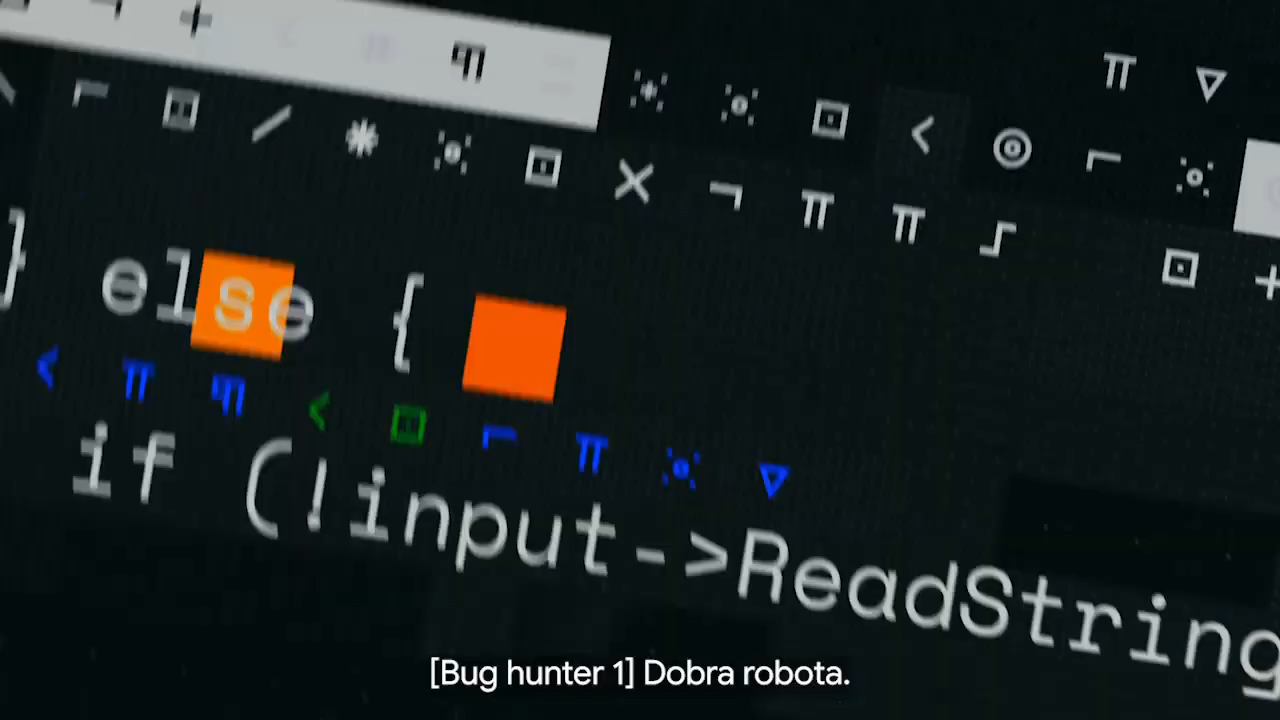 } else {
if (!input->ReadString
[Bug hunter 1] Dobra robota.